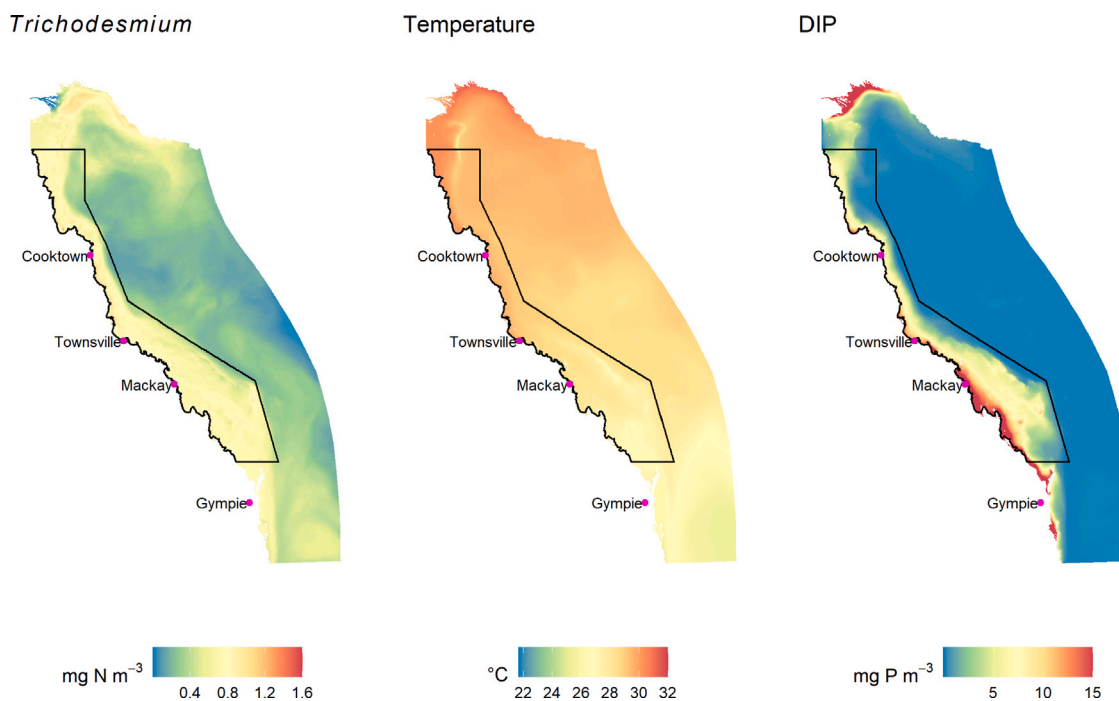 Trichodesmium
Temperature
DIP
Cooktown
Townsville
Mackay
Gympie
Cooktown
Townsville
Mackay
Gympie
Cooktown
Townsville
Mackay
Gympie
mg N m⁻³
0.4 0.8 1.2 1.6
°C
22 24 26 28 30 32
mg P m⁻³
5 10 15